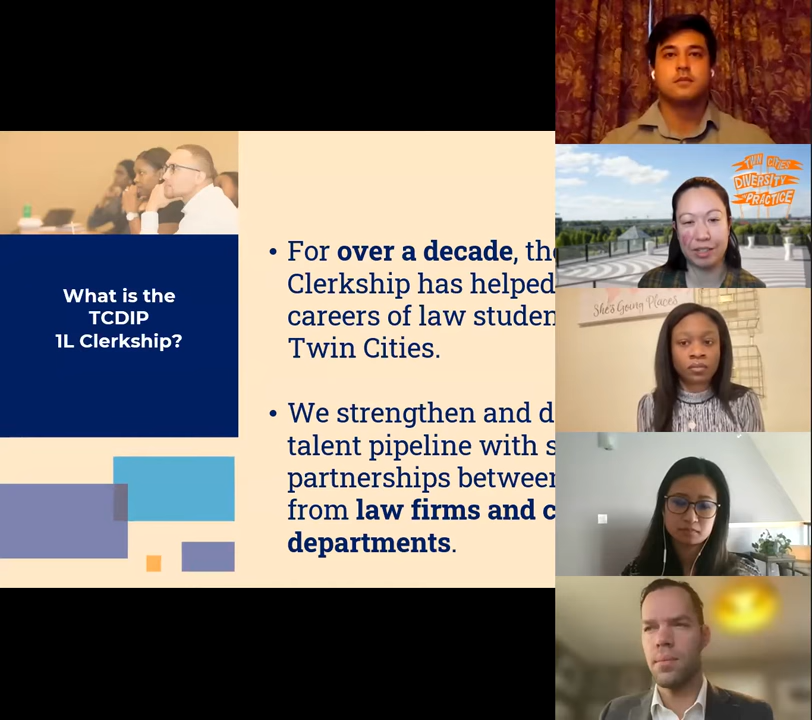 What is the
TCDIP
1L Clerkship?
• For over a decade, the
Clerkship has helped
careers of law studen
Twin Cities.
• We strengthen and d
talent pipeline with s
partnerships between
from law firms and c
departments.
TWIN CITIES
DIVERSITY
IN PRACTICE
She's Going Places